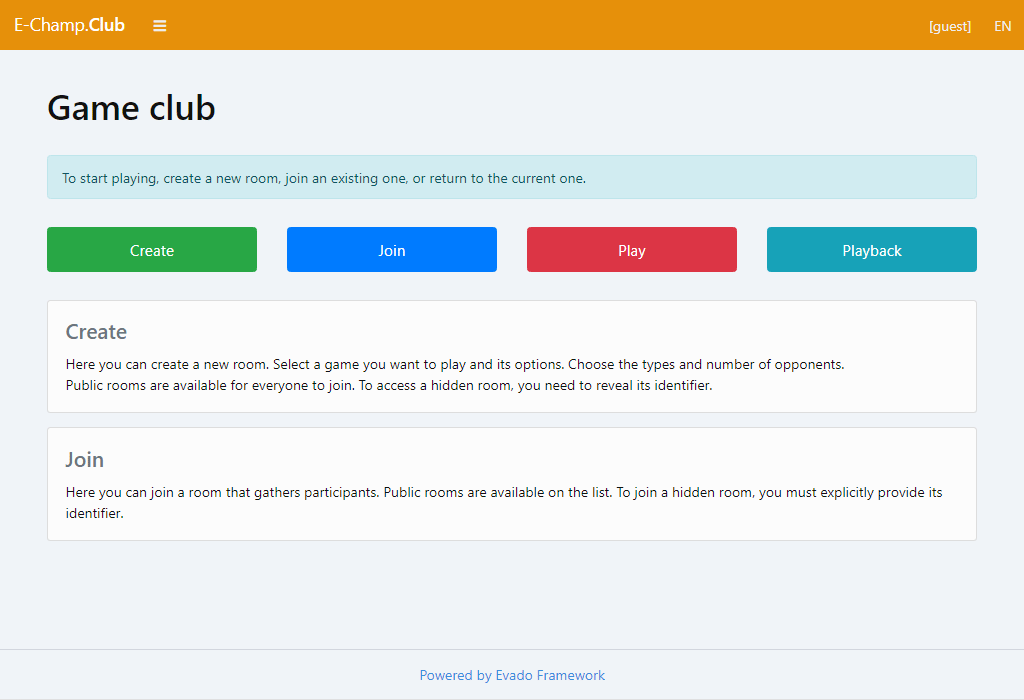 E-Champ.Club
[guest]
EN
Game club
To start playing, create a new room, join an existing one, or return to the current one.
Create
Join
Play
Playback
Create
Here you can create a new room. Select a game you want to play and its options. Choose the types and number of opponents.
Public rooms are available for everyone to join. To access a hidden room, you need to reveal its identifier.
Join
Here you can join a room that gathers participants. Public rooms are available on the list. To join a hidden room, you must explicitly provide its
identifier.
Powered by Evado Framework